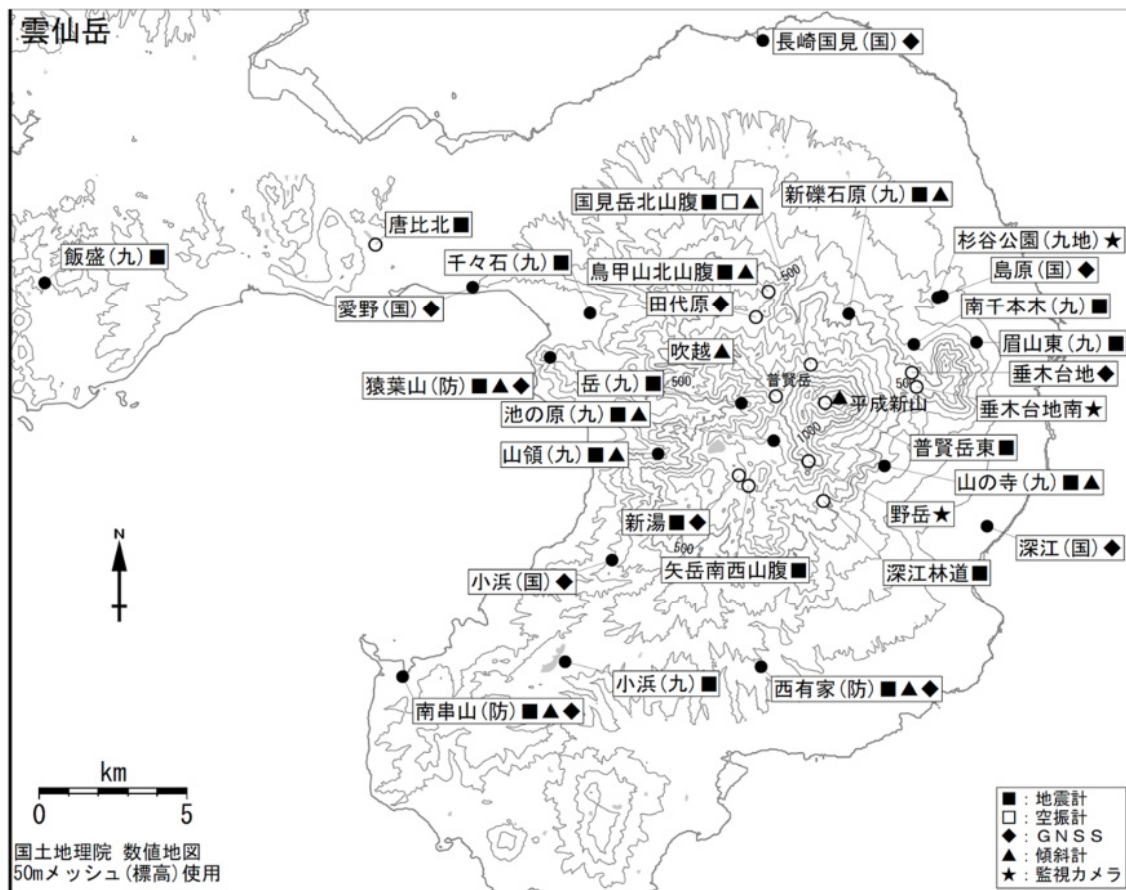 雲仙岳
長崎国見(国)◆
国見岳北山腹■□▲
新礫石原(九)■▲
唐比北■
杉谷公園(九地)★
飯盛(九)■
千々石(九)■
鳥甲山北山腹■▲
500
島原(国)◆
愛野(国)◆
田代原◆
南千本木(九)■
吹越▲
眉山東(九)■
猿葉山(防)■▲◆
岳(九)■
500
普賢岳
500
垂木台地◆
池の原(九)■▲
平成新山
垂木台地南★
1000
山領(九)■▲
普賢岳東■
山の寺(九)■▲
新湯■◆
野岳★
N
500
深江(国)◆
小浜(国)◆
矢岳南西山腹■
深江林道■
小浜(九)■
西有家(防)■▲◆
南串山(防)■▲◆
km
0 5
国土地理院 数値地図
50mメッシュ(標高)使用
■:地震計
□:空振計
◆:GNSS
▲:傾斜計
★:監視カメラ